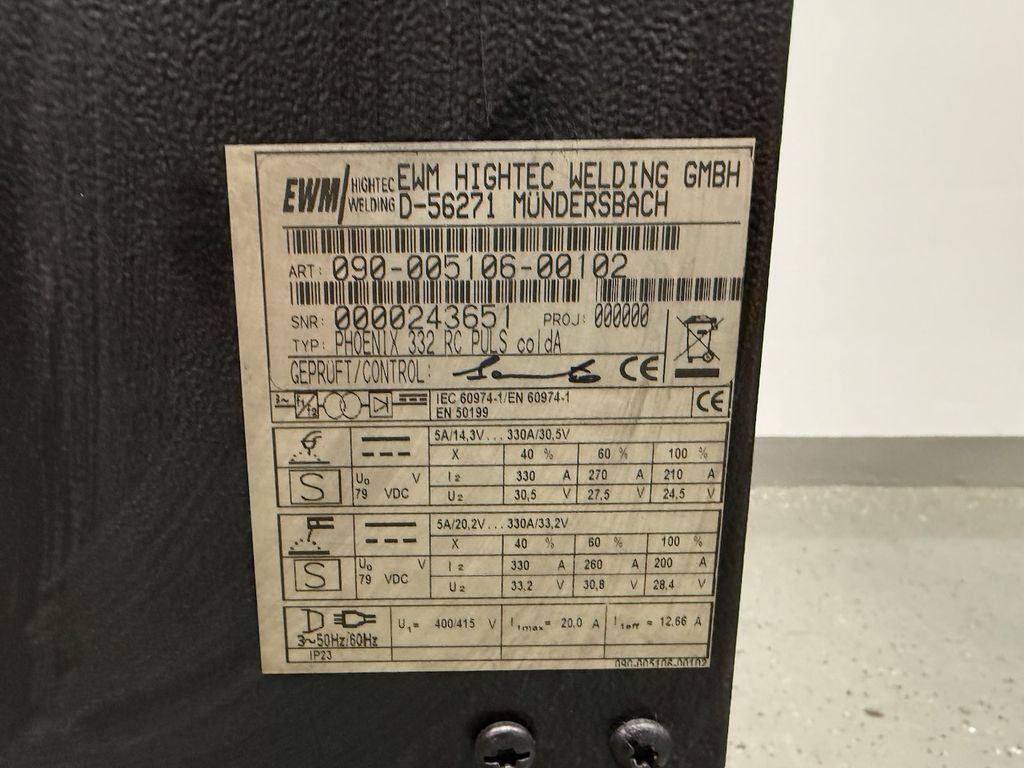 EWM HIGHTEC WELDING EWM HIGHTEC WELDING GMBH
D-56271 MÜNDERSBACH
ART: 090-005106-00102
SNR: 0000243651 PROJ: 000000
TYP: PHOENIX 332 RC PULS coldA
GEPRÜFT/CONTROL: CE
3~ f1 f2 IEC 60974-1/EN 60974-1 CE
EN 50199
5A/14,3V... 330A/30,5V
X 40 % 60 % 100 %
S U0 79 V VDC I2 330 A 270 A 210 A
U2 30,5 V 27,5 V 24,5 V
5A/20,2V... 330A/33,2V
X 40 % 60 % 100 %
S U0 79 V VDC I2 330 A 260 A 200 A
U2 33,2 V 30,8 V 28,4 V
3~50Hz/60Hz U1= 400/415 V I1max= 20,0 A I1eff = 12,66 A
IP23
090-005106-00102